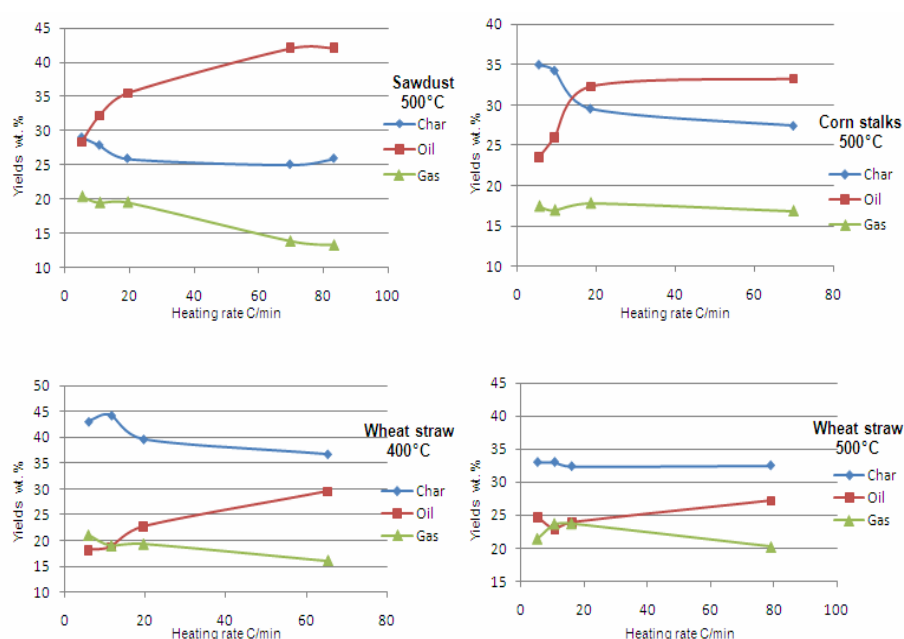 45
40
35
30
25
20
15
10
0
20
40
60
80
100
Yields wt. %
Heating rate C/min
Sawdust
500°C
Char
Oil
Gas
40
35
30
25
20
15
10
0
20
40
60
80
Yields wt. %
Heating rate C/min
Corn stalks
500°C
Char
Oil
Gas
50
45
40
35
30
25
20
15
10
0
20
40
60
80
Yields wt. %
Heating rate C/min
Wheat straw
400°C
Char
Oil
Gas
45
40
35
30
25
20
15
0
20
40
60
80
100
Yields wt. %
Heating rate C/min
Wheat straw
500°C
Char
Oil
Gas